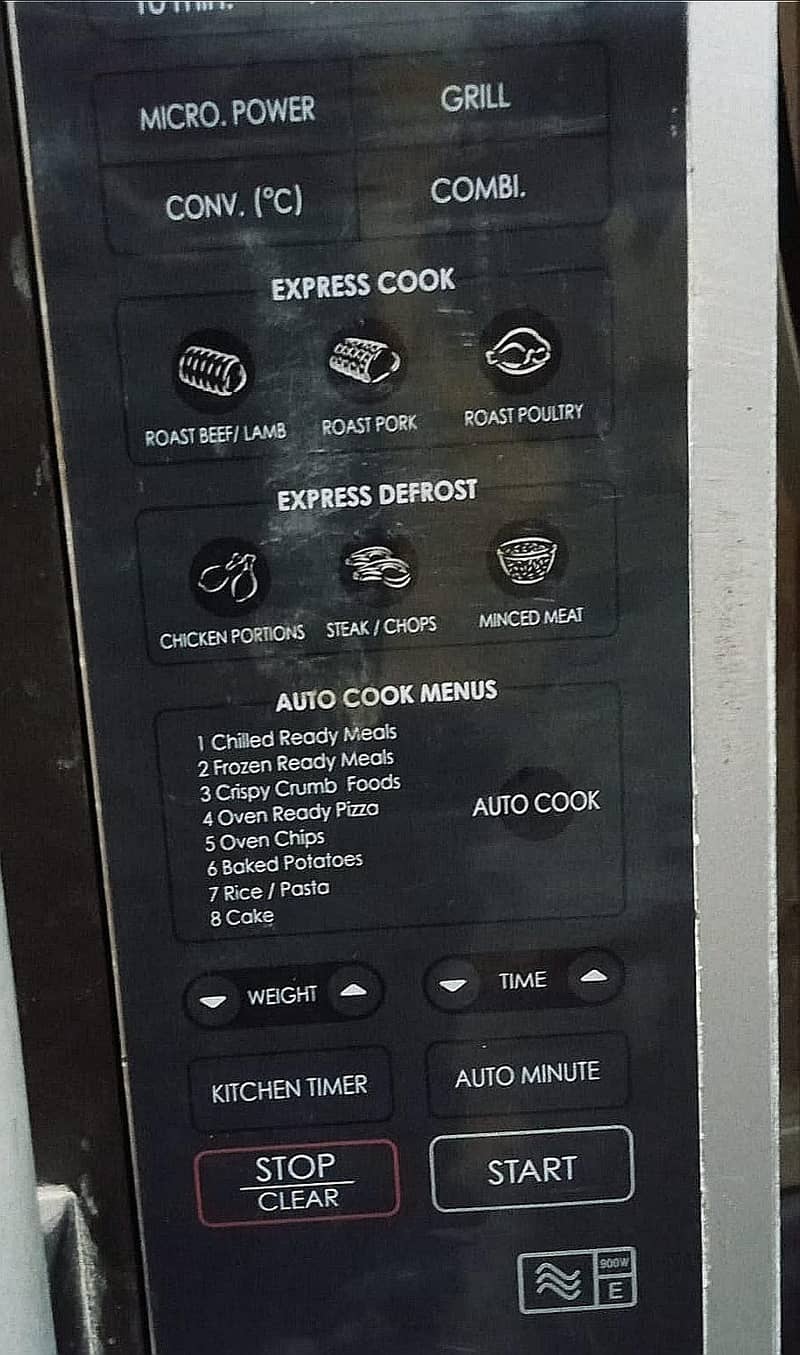 10 min.
MICRO. POWER
GRILL
CONV. (°C)
COMBI.
EXPRESS COOK
ROAST BEEF/ LAMB
ROAST PORK
ROAST POULTRY
EXPRESS DEFROST
CHICKEN PORTIONS
STEAK / CHOPS
MINCED MEAT
AUTO COOK MENUS
1 Chilled Ready Meals
2 Frozen Ready Meals
3 Crispy Crumb Foods
4 Oven Ready Pizza
5 Oven Chips
6 Baked Potatoes
7 Rice / Pasta
8 Cake
AUTO COOK
WEIGHT
TIME
KITCHEN TIMER
AUTO MINUTE
STOP
CLEAR
START
900W
E